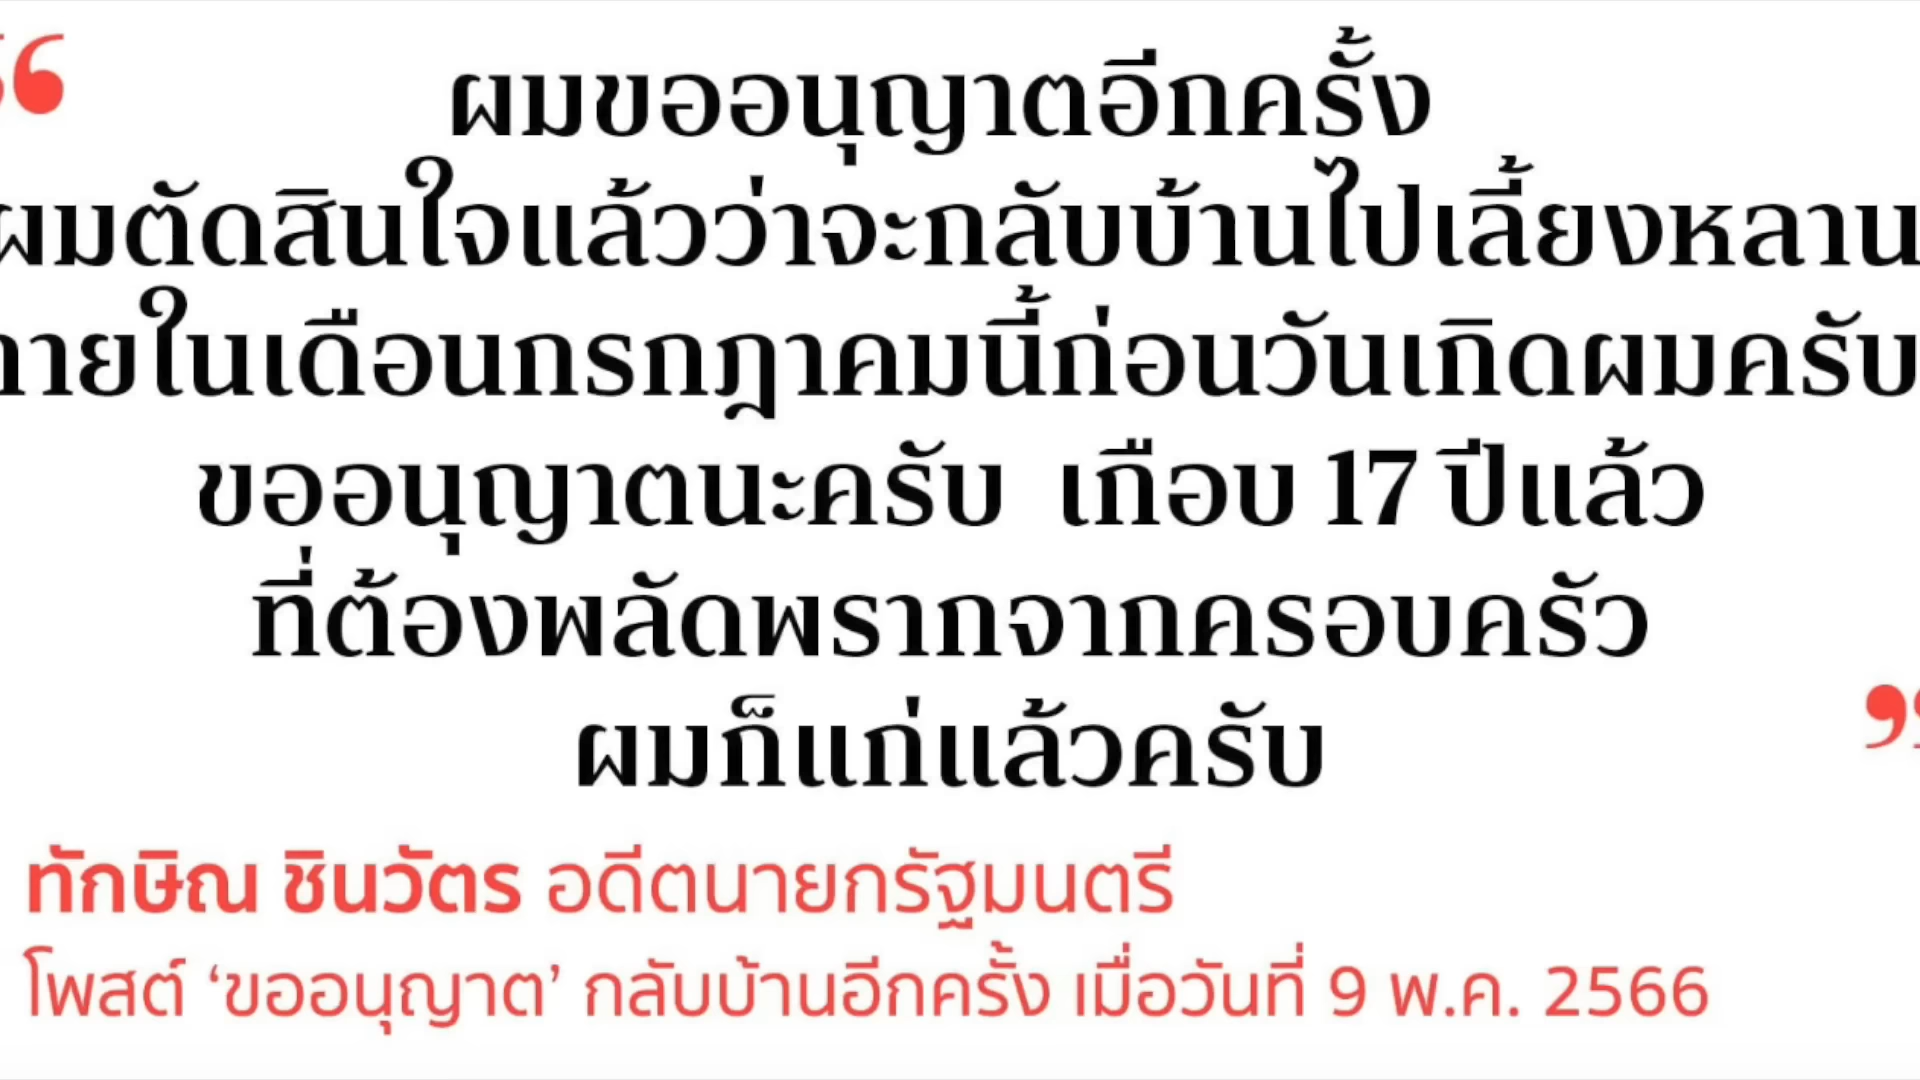 “
ผมขออนุญาตอีกครั้ง
ผมตัดสินใจแล้วว่าจะกลับบ้านไปเลี้ยงหลาน
ภายในเดือนกรกฎาคมนี้ก่อนวันเกิดผมครับ
ขออนุญาตนะครับ เกือบ 17 ปีแล้ว
ที่ต้องพลัดพรากจากครอบครัว
ผมก็แก่แล้วครับ
”
ทักษิณ ชินวัตร อดีตนายกรัฐมนตรี
โพสต์ ‘ขออนุญาต’ กลับบ้านอีกครั้ง เมื่อวันที่ 9 พ.ค. 2566